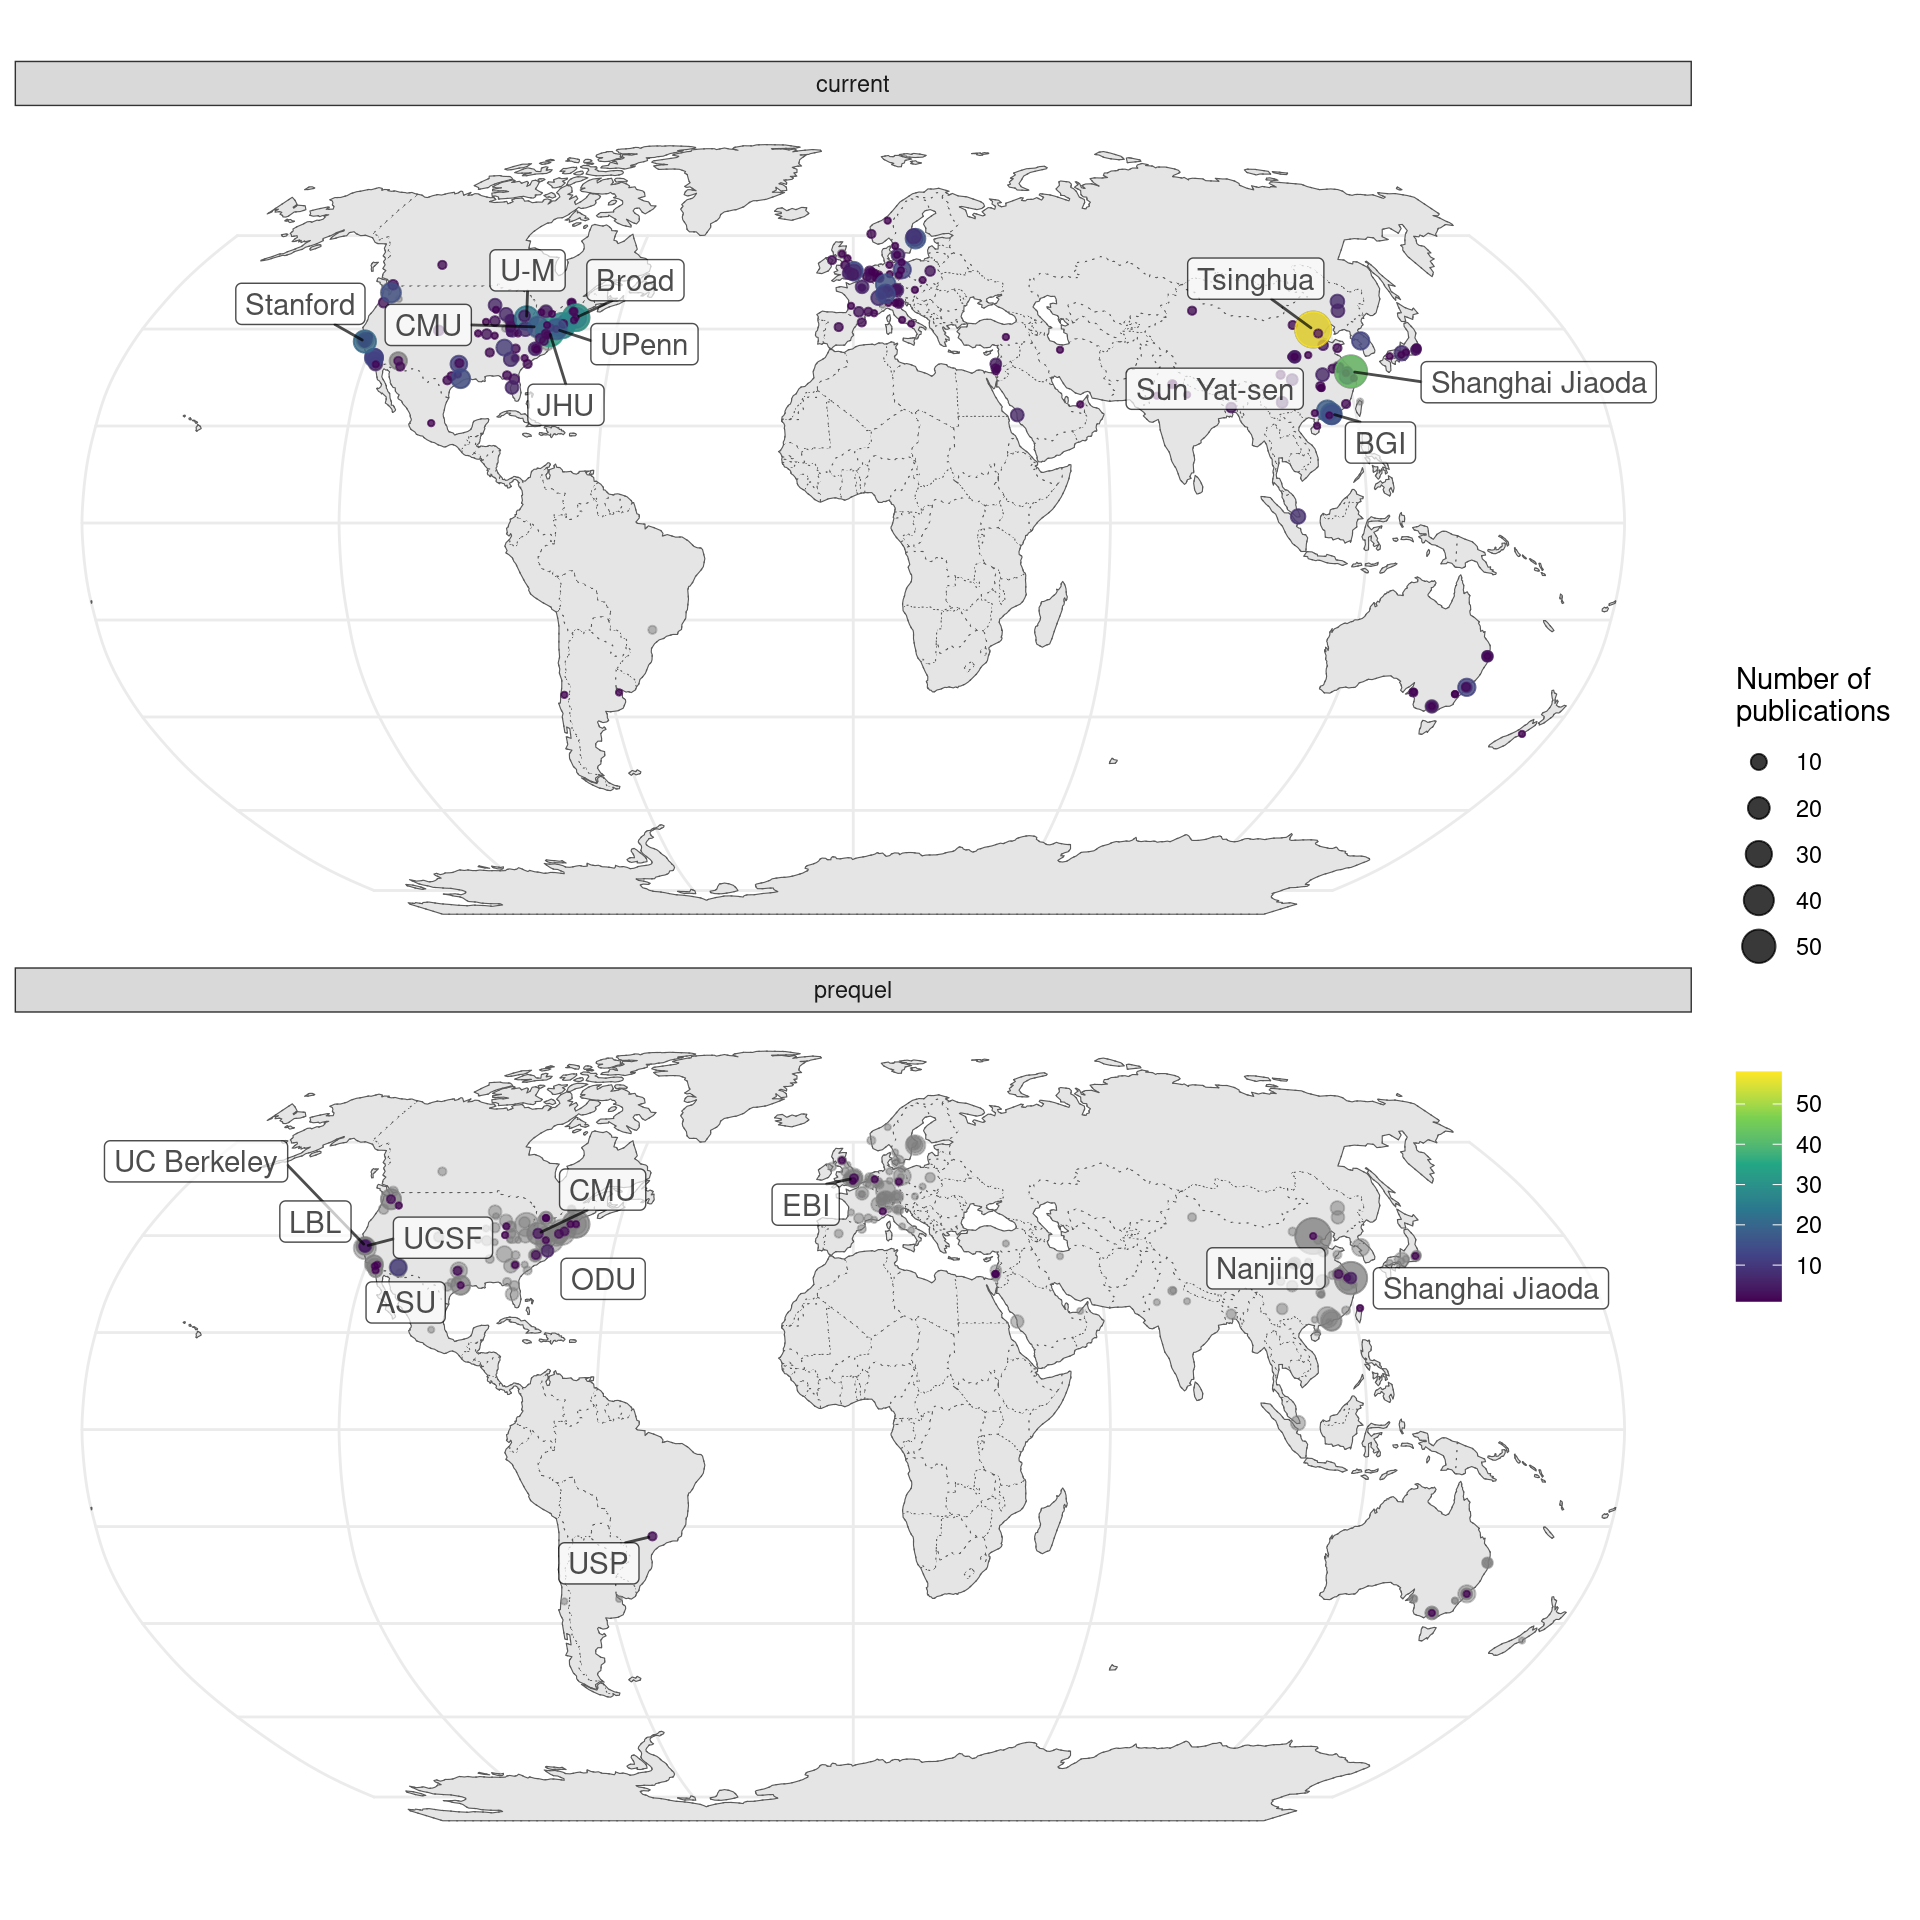 current
U-M
Broad
Tsinghua
Stanford
CMU
UPenn
Sun Yat-sen
Shanghai Jiaoda
JHU
BGI
Number of
publications
10
20
30
40
50
prequel
50
40
30
20
10
UC Berkeley
CMU
EBI
LBL
UCSF
Nanjing
ODU
Shanghai Jiaoda
ASU
USP